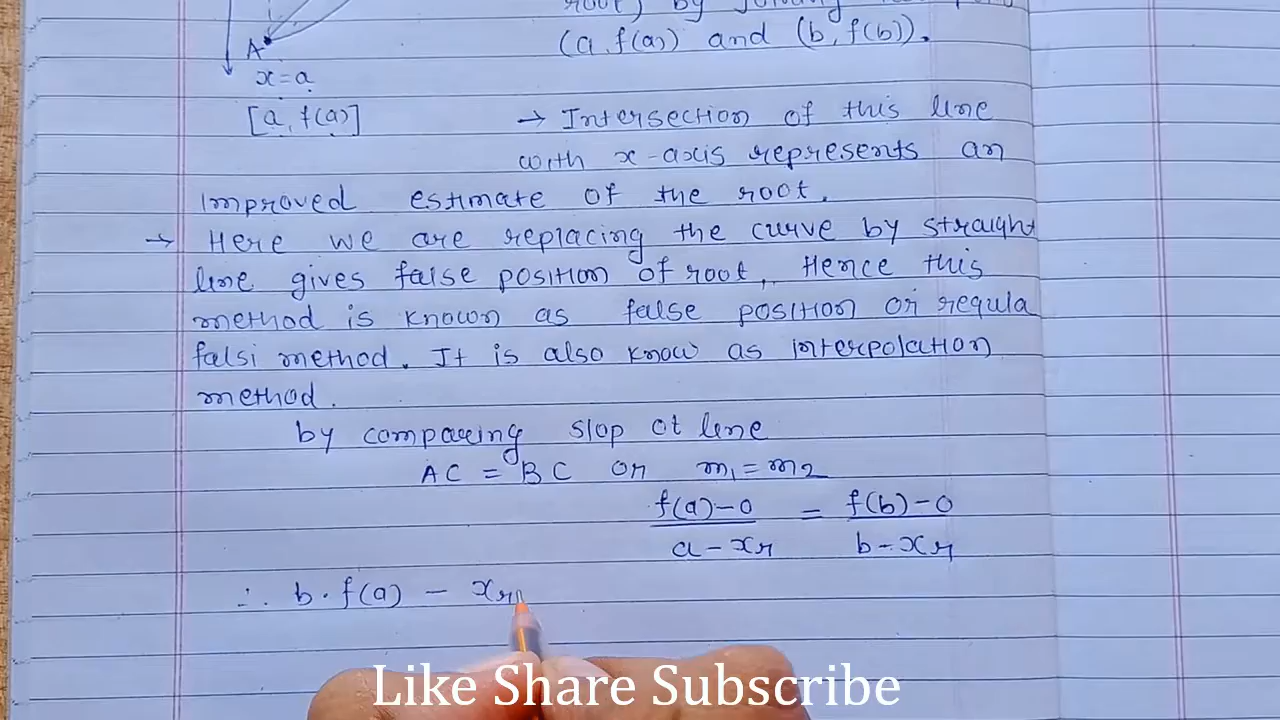 root) by
(a, f(a)) and (b, f(b)).
A
x=a
[a, f(a)]
→ Intersection of this line
with x-axis represents an
improved estimate of the root.
→ Here we are replacing the curve by straight
line gives false position of root, Hence this
method is known as false position or regula
falsi method. It is also know as interpolation
method.
by comparing slop of line
AC = BC or m₁ = m₂
f(a)-0 = f(b)-0
a - xᵣ b - xᵣ
∴ b. f(a) - xᵣ
Like Share Subscribe